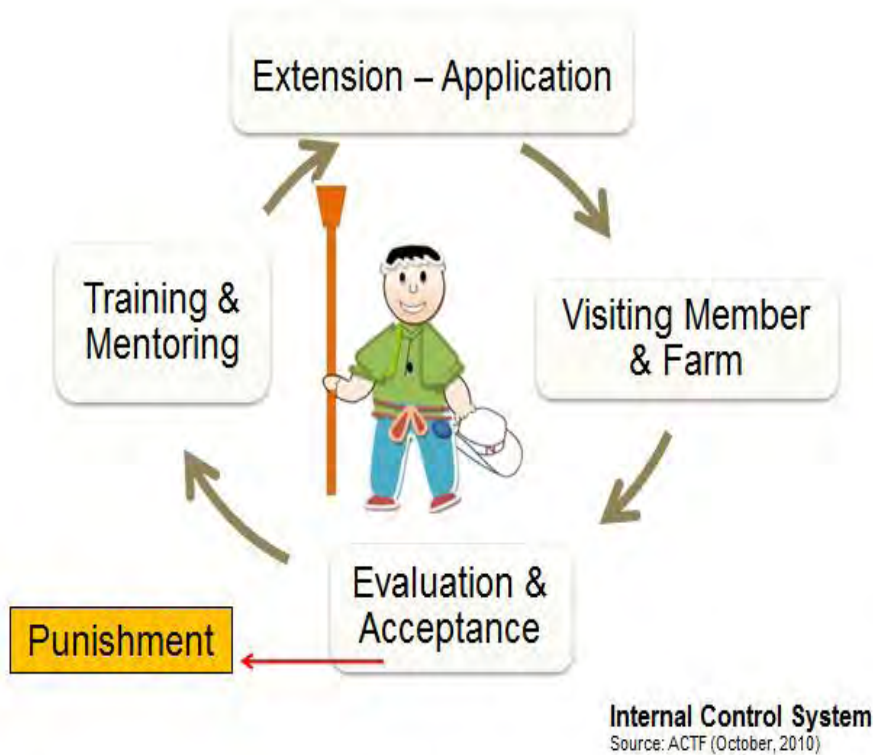 Extension – Application
Visiting Member
& Farm
Evaluation &
Acceptance
Punishment
Training &
Mentoring
Internal Control System
Source: ACTF (October, 2010)